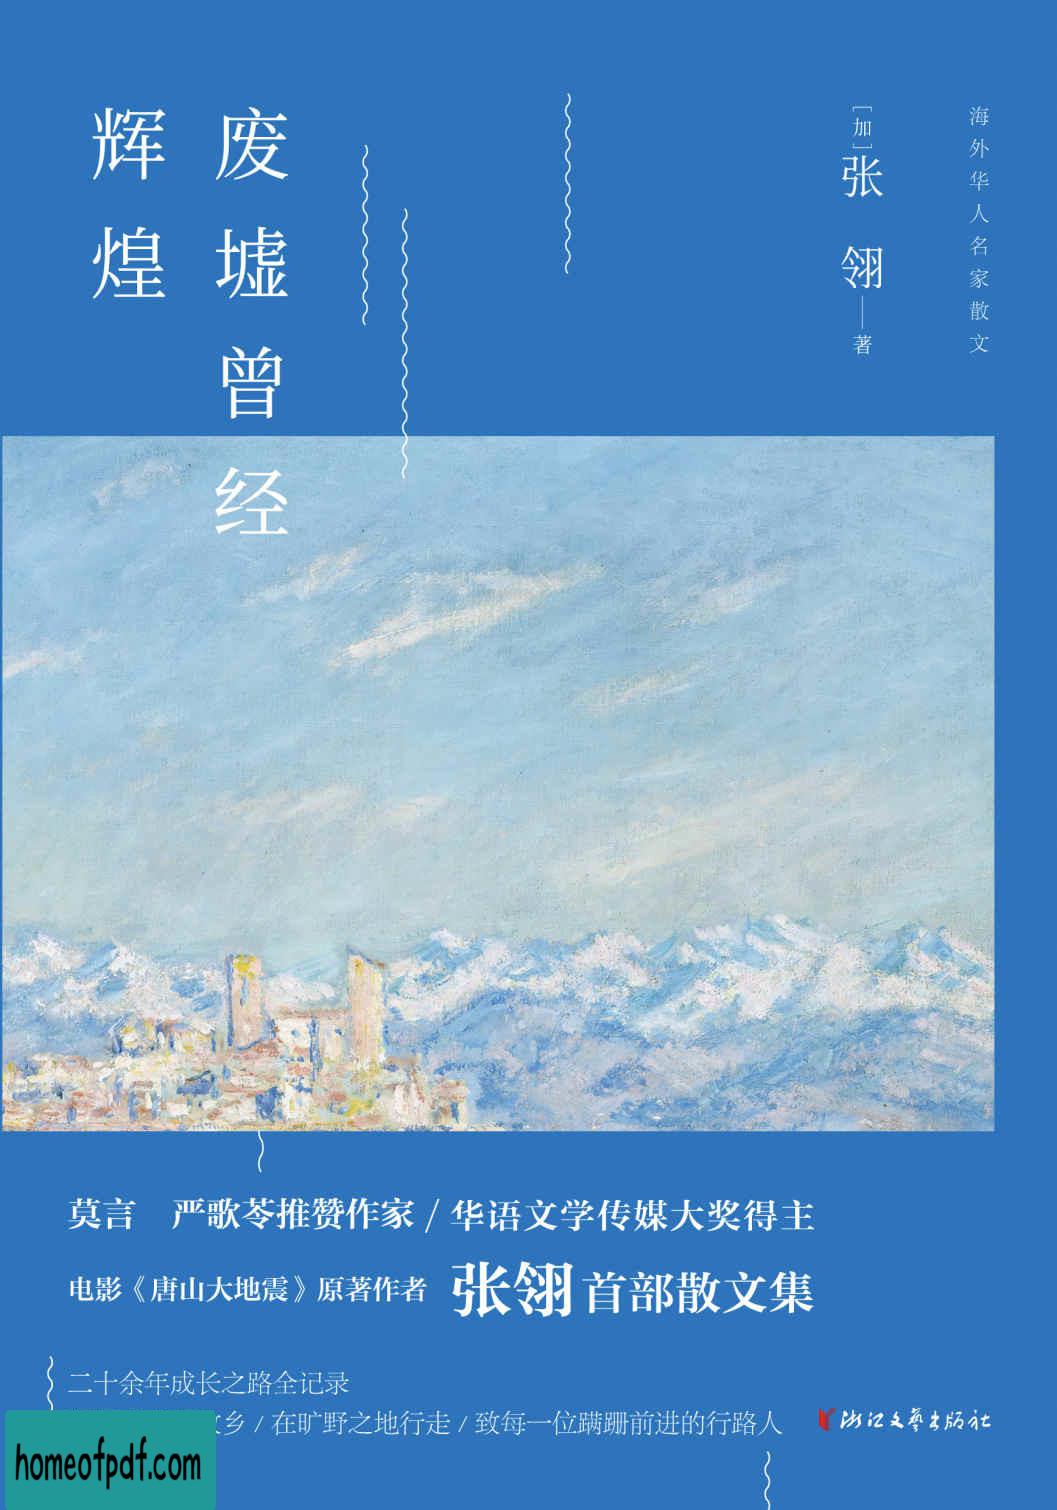 海外华人名家散文
[加]张翎——著
废墟曾经
辉煌
莫言 严歌苓推赞作家/华语文学传媒大奖得主
电影《唐山大地震》原著作者 张翎首部散文集
二十余年成长之路全记录
乡/在旷野之地行走/致每一位蹒跚前进的行路人
浙江文艺出版社
homeofpdf.com